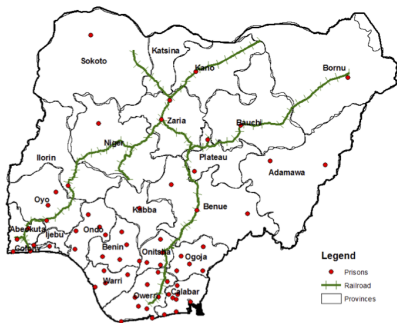 Katsina
Sokoto
Kano
Bornu
Zaria
Bauchi
Niger
Ilorin
Plateau
Adamawa
Oyo
Kabba
Benue
Abeokuta
Ijebu
Ondo
Colony
Benin
Onitsha
Ogoja
Warri
Owerri
Calabar
Legend
Prisons
Railroad
Provinces